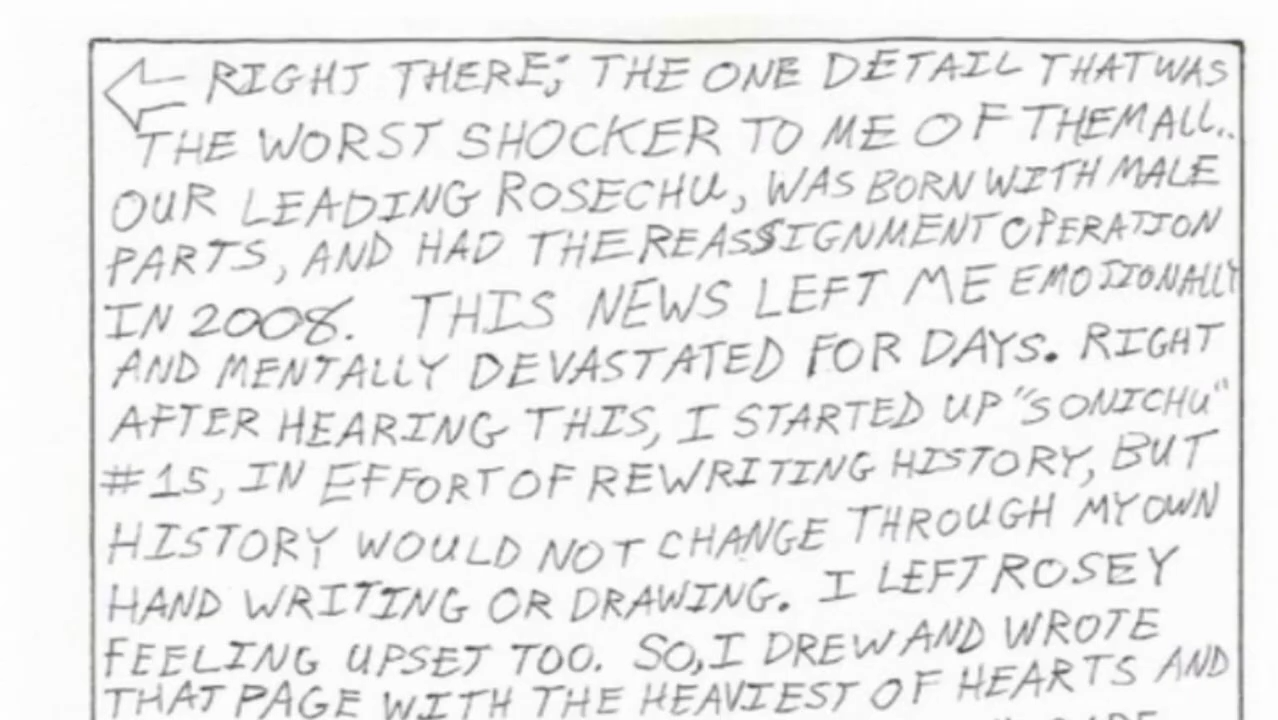 RIGHT THERE; THE ONE DETAIL THAT WAS
THE WORST SHOCKER TO ME OF THEM ALL..
OUR LEADING ROSECHU, WAS BORN WITH MALE
PARTS, AND HAD THE REASSIGNMENT OPERATION
IN 2008. THIS NEWS LEFT ME EMOTIONALLY
AND MENTALLY DEVASTATED FOR DAYS. RIGHT
AFTER HEARING THIS, I STARTED UP "SONICHU"
#15, IN EFFORT OF REWRITING HISTORY, BUT
HISTORY WOULD NOT CHANGE THROUGH MY OWN
HAND WRITING OR DRAWING. I LEFT ROSEY
FEELING UPSET TOO. SO, I DREW AND WROTE
THAT PAGE WITH THE HEAVIEST OF HEARTS AND